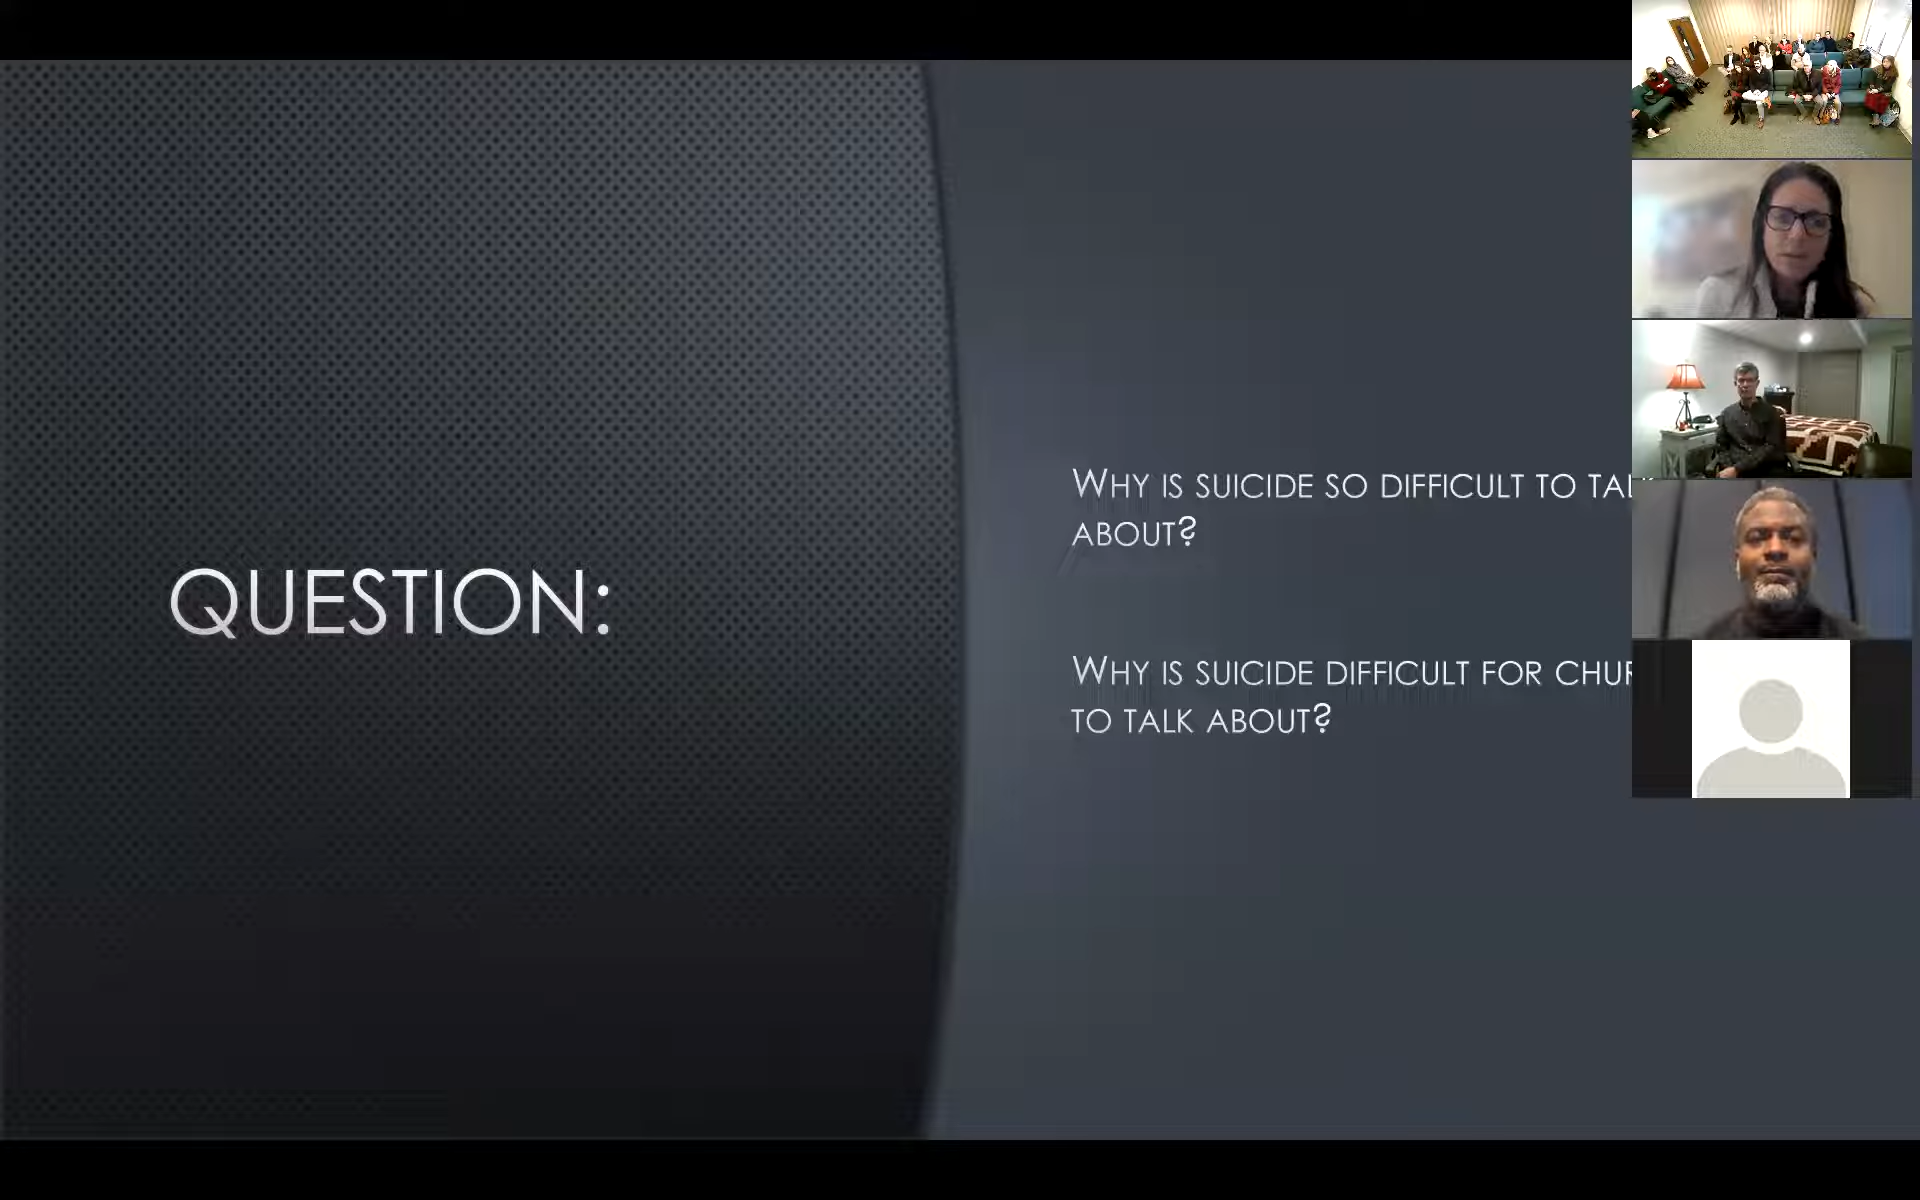 QUESTION:
WHY IS SUICIDE SO DIFFICULT TO
ABOUT?
WHY IS SUICIDE DIFFICULT FOR
TO TALK ABOUT?